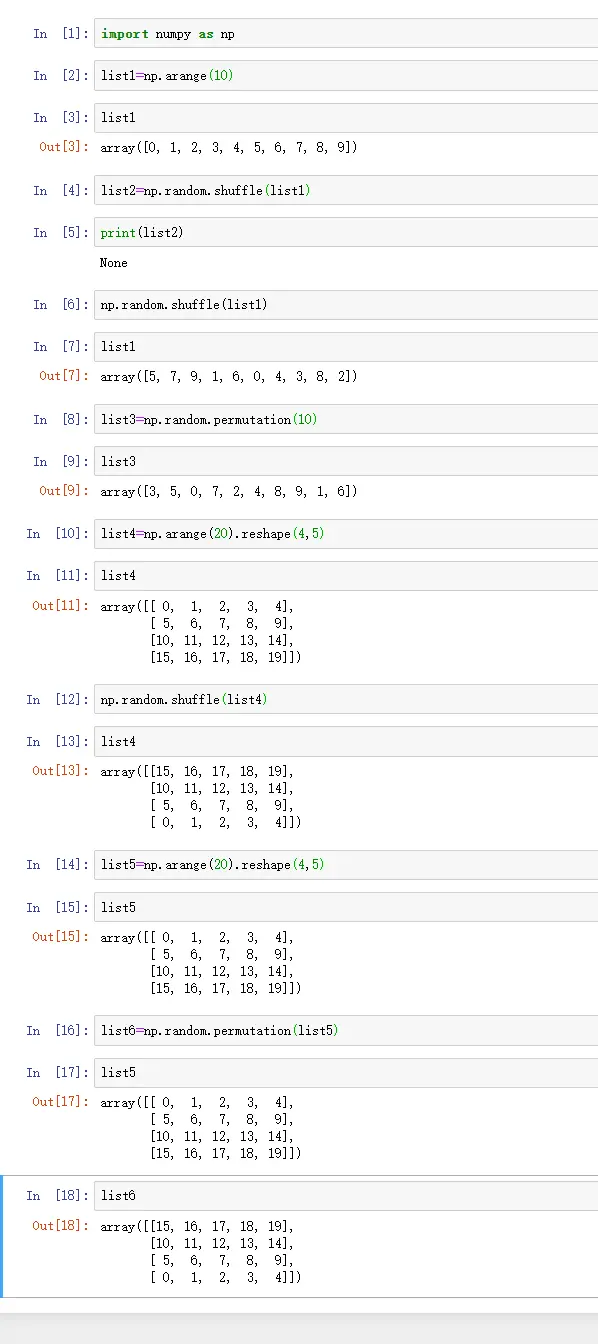 In [1]: import numpy as np
In [2]: list1=np.arange(10)
In [3]: list1
Out[3]: array([0, 1, 2, 3, 4, 5, 6, 7, 8, 9])
In [4]: list2=np.random.shuffle(list1)
In [5]: print(list2)
None
In [6]: np.random.shuffle(list1)
In [7]: list1
Out[7]: array([5, 7, 9, 1, 6, 0, 4, 3, 8, 2])
In [8]: list3=np.random.permutation(10)
In [9]: list3
Out[9]: array([3, 5, 0, 7, 2, 4, 8, 9, 1, 6])
In [10]: list4=np.arange(20).reshape(4,5)
In [11]: list4
Out[11]: array([[ 0, 1, 2, 3, 4],
[ 5, 6, 7, 8, 9],
[10, 11, 12, 13, 14],
[15, 16, 17, 18, 19]])
In [12]: np.random.shuffle(list4)
In [13]: list4
Out[13]: array([[15, 16, 17, 18, 19],
[10, 11, 12, 13, 14],
[ 5, 6, 7, 8, 9],
[ 0, 1, 2, 3, 4]])
In [14]: list5=np.arange(20).reshape(4,5)
In [15]: list5
Out[15]: array([[ 0, 1, 2, 3, 4],
[ 5, 6, 7, 8, 9],
[10, 11, 12, 13, 14],
[15, 16, 17, 18, 19]])
In [16]: list6=np.random.permutation(list5)
In [17]: list5
Out[17]: array([[ 0, 1, 2, 3, 4],
[ 5, 6, 7, 8, 9],
[10, 11, 12, 13, 14],
[15, 16, 17, 18, 19]])
In [18]: list6
Out[18]: array([[15, 16, 17, 18, 19],
[10, 11, 12, 13, 14],
[ 5, 6, 7, 8, 9],
[ 0, 1, 2, 3, 4]])